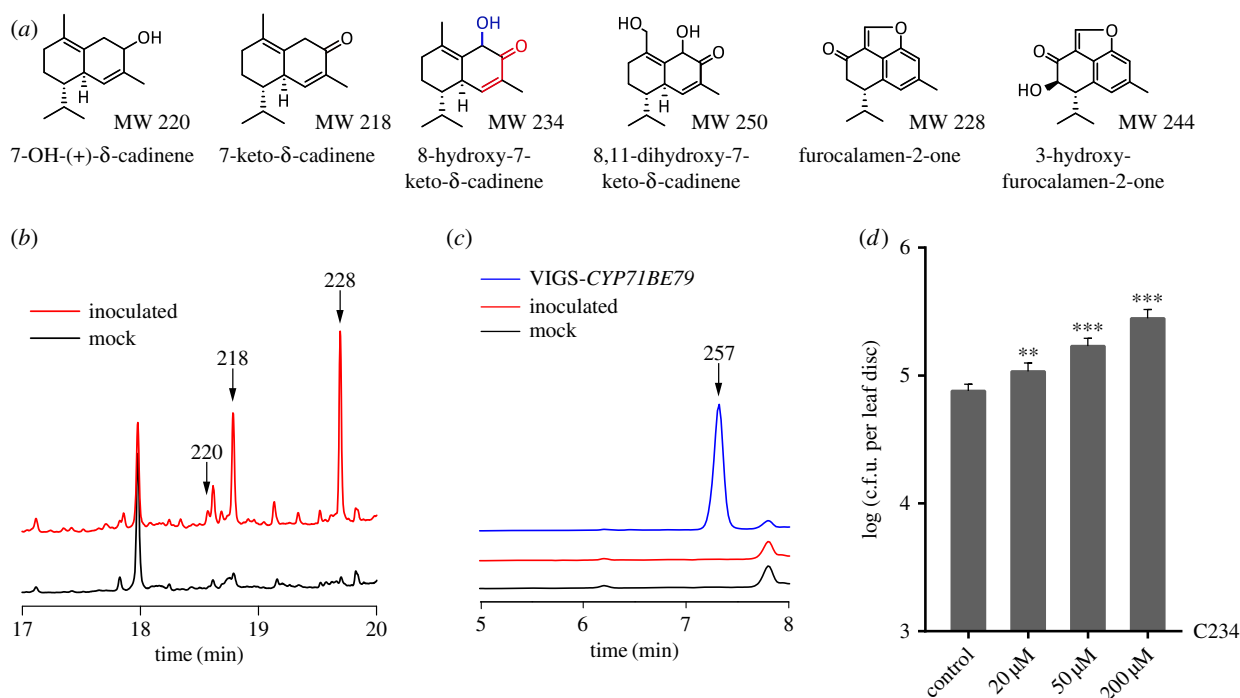 (a)
OH
H
MW 220
7-OH-(+)-δ-cadinene
O
H
MW 218
7-keto-δ-cadinene
OH
O
H
MW 234
8-hydroxy-7-
keto-δ-cadinene
HO
OH
O
H
MW 250
8,11-dihydroxy-7-
keto-δ-cadinene
O
O
MW 228
furocalamen-2-one
O
O
HO
MW 244
3-hydroxy-
furocalamen-2-one
(b)
inoculated
mock
220
218
228
17
18
19
20
time (min)
(c)
VIGS-CYP71BE79
inoculated
mock
257
5
6
7
8
time (min)
(d)
log (c.f.u. per leaf disc)
6
5
4
3
**
***
***
C234
control
20 µM
50 µM
200 µM